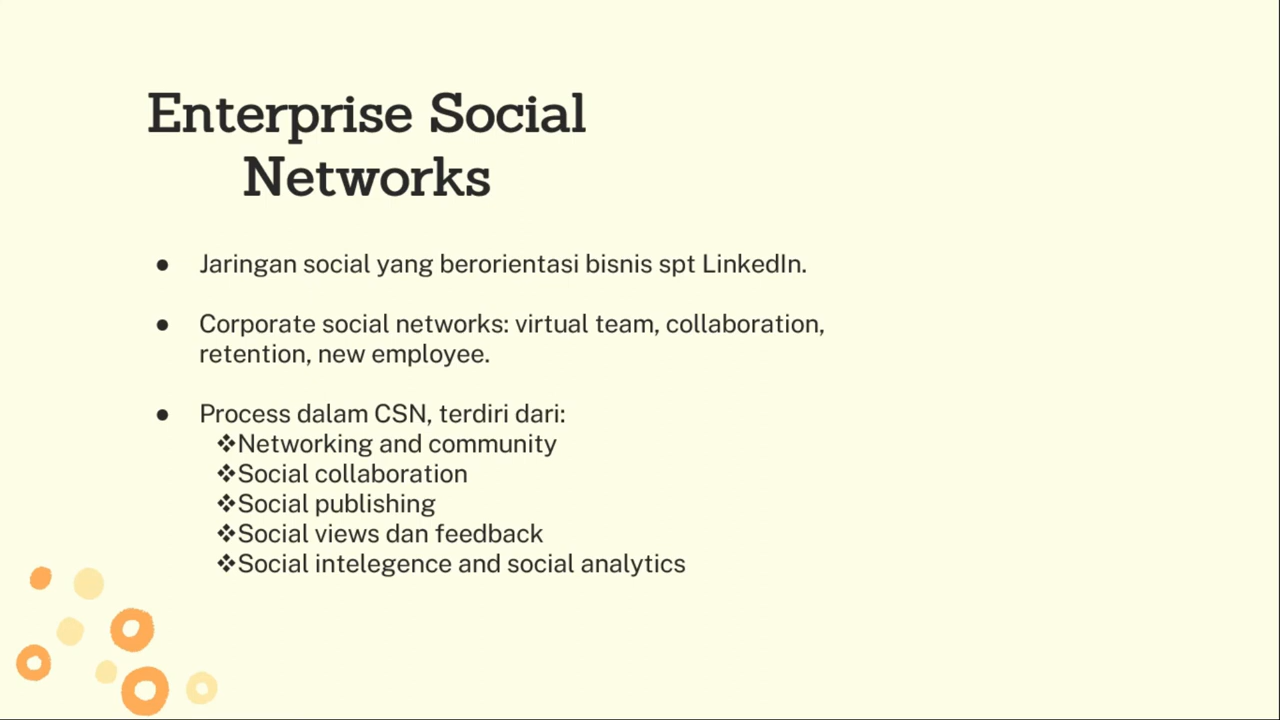 Enterprise Social
Networks
● Jaringan social yang berorientasi bisnis spt LinkedIn.
● Corporate social networks: virtual team, collaboration,
retention, new employee.
● Process dalam CSN, terdiri dari:
❖Networking and community
❖Social collaboration
❖Social publishing
❖Social views dan feedback
❖Social intelegence and social analytics